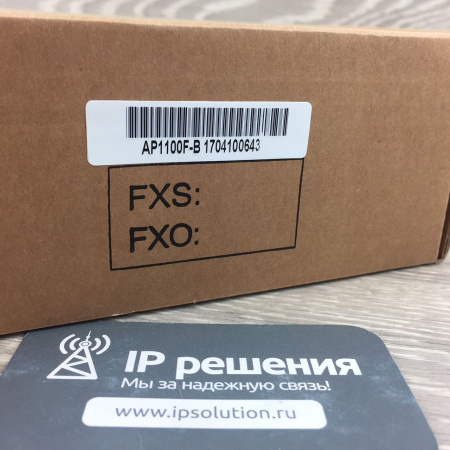 AP1100F-B 1704100643
FXS:
FXO:
IP решения
Мы за надежную связь!
www.ipsolution.ru